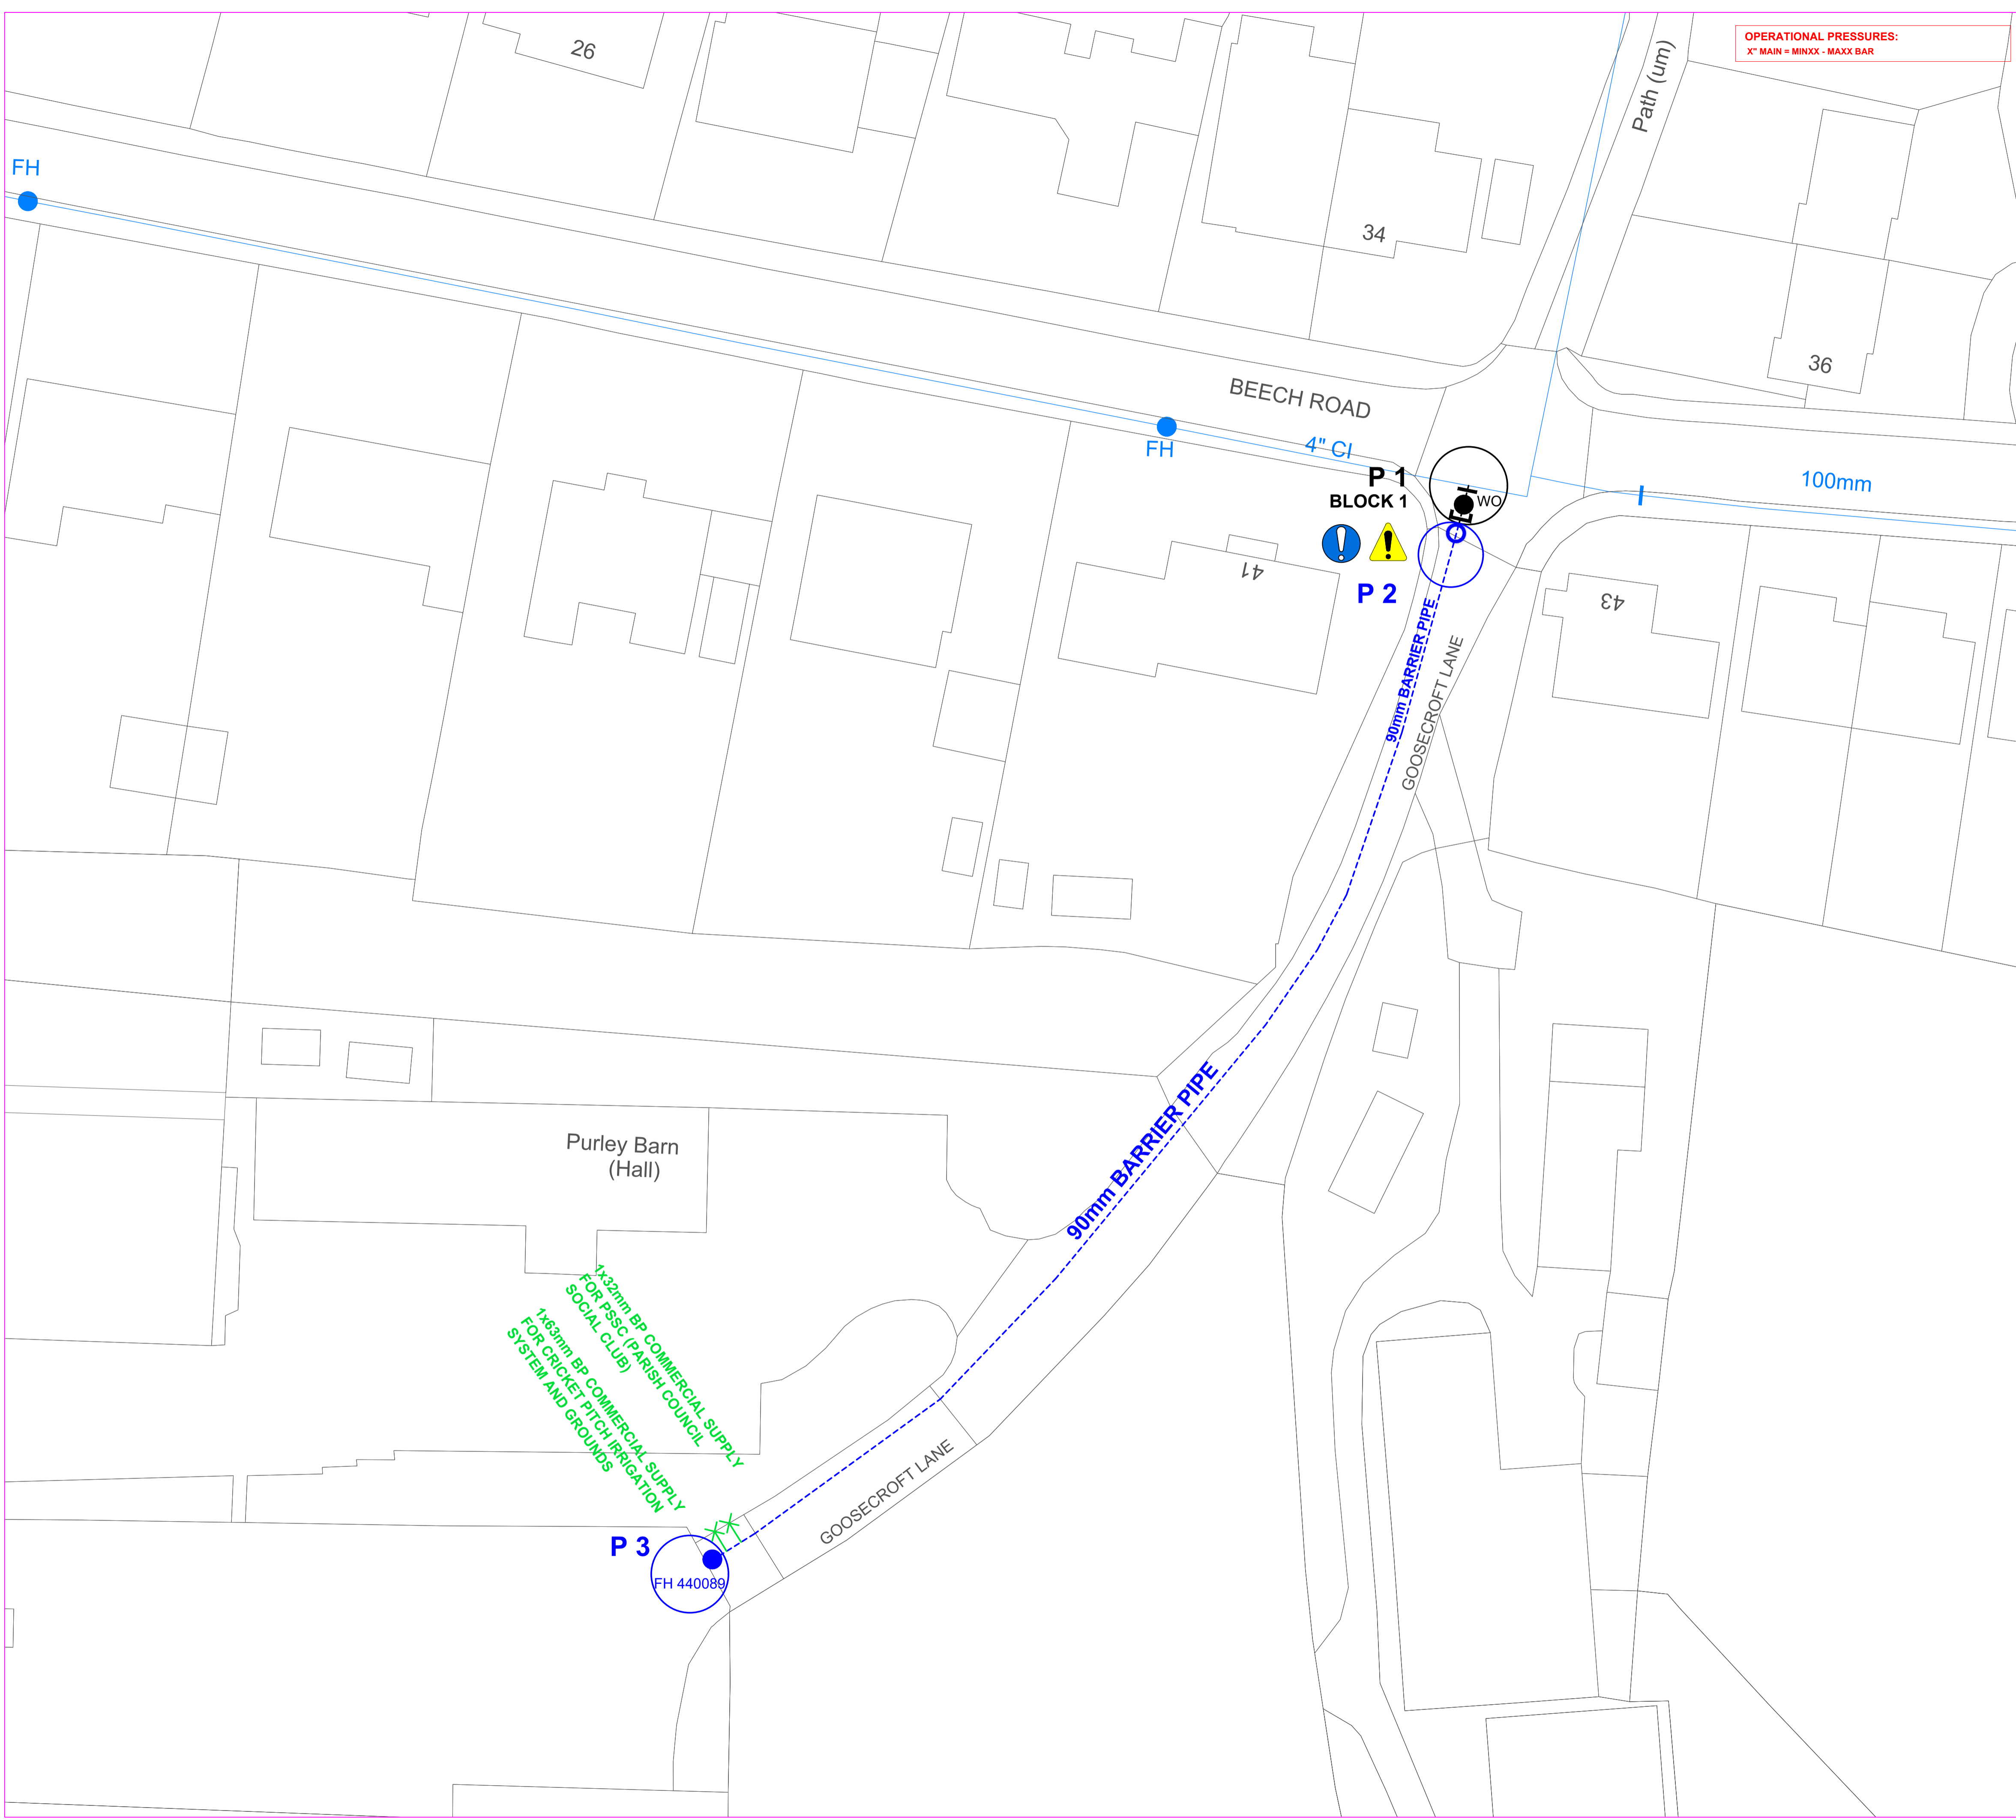 OPERATIONAL PRESSURES:
X" MAIN = MINXX - MAXX BAR
26
Path (um)
FH
34
36
BEECH ROAD
FH
4" CI
P 1
BLOCK 1
WO
100mm
41
P 2
43
90mm BARRIER PIPE
GOOSECROFT LANE
90mm BARRIER PIPE
Purley Barn
(Hall)
1x32mm BP COMMERCIAL SUPPLY
FOR PSSC (PARISH COUNCIL
SOCIAL CLUB)
1x63mm BP COMMERCIAL SUPPLY
FOR CRICKET PITCH IRRIGATION
SYSTEM AND GROUNDS
GOOSECROFT LANE
P 3
FH 440089